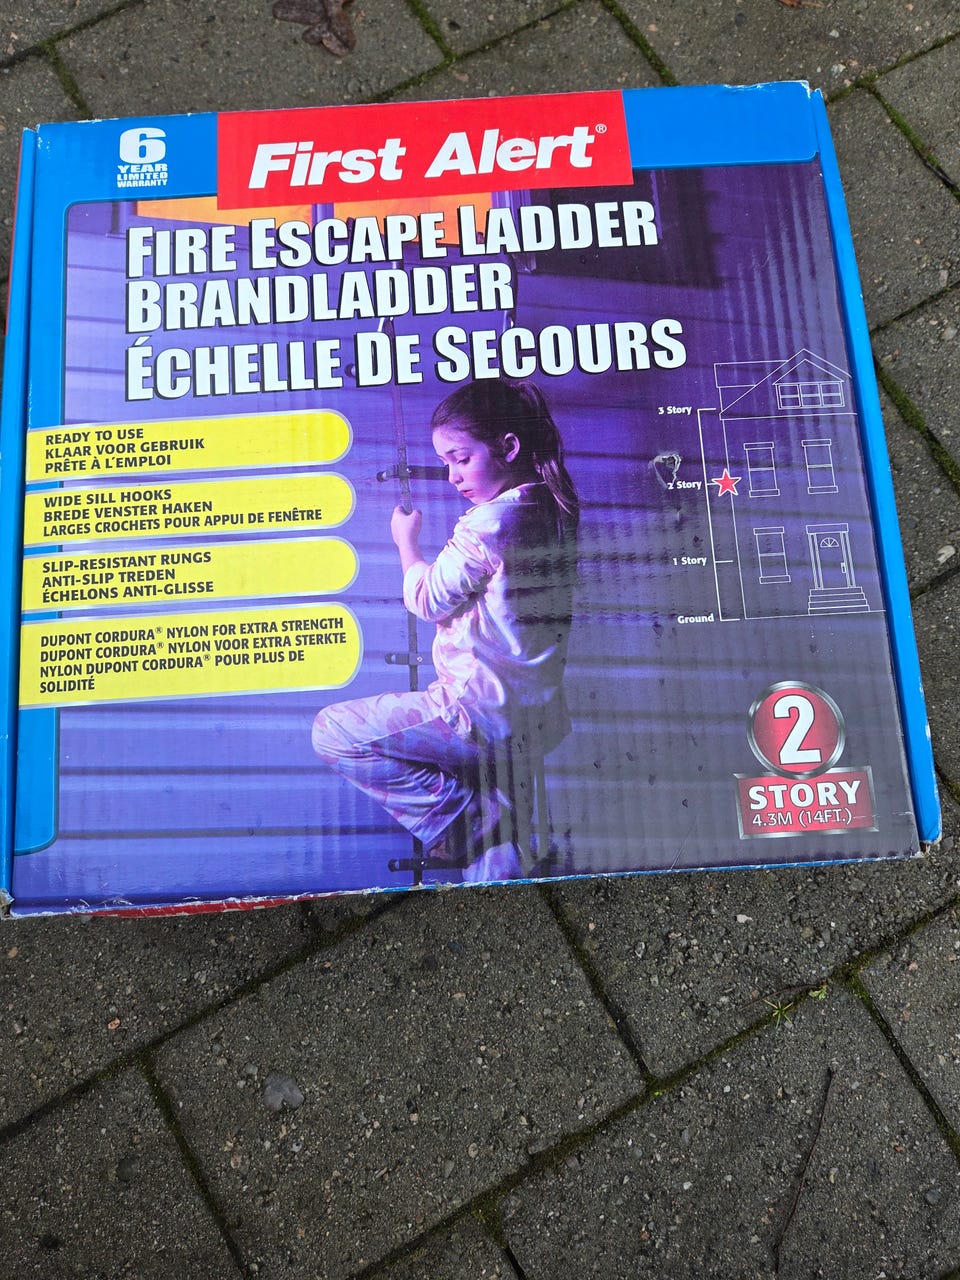 6
YEAR
LIMITED
WARRANTY
First Alert®
FIRE ESCAPE LADDER
BRANDLADDER
ÉCHELLE DE SECOURS
READY TO USE
KLAAR VOOR GEBRUIK
PRÊTE À L'EMPLOI
WIDE SILL HOOKS
BREDE VENSTER HAKEN
LARGES CROCHETS POUR APPUI DE FENÊTRE
SLIP-RESISTANT RUNGS
ANTI-SLIP TREDEN
ÉCHELONS ANTI-GLISSE
DUPONT CORDURA® NYLON FOR EXTRA STRENGTH
DUPONT CORDURA® NYLON VOOR EXTRA STERKTE
NYLON DUPONT CORDURA® POUR PLUS DE
SOLIDITÉ
3 Story
2 Story
1 Story
Ground
2
STORY
4.3M (14FT.)